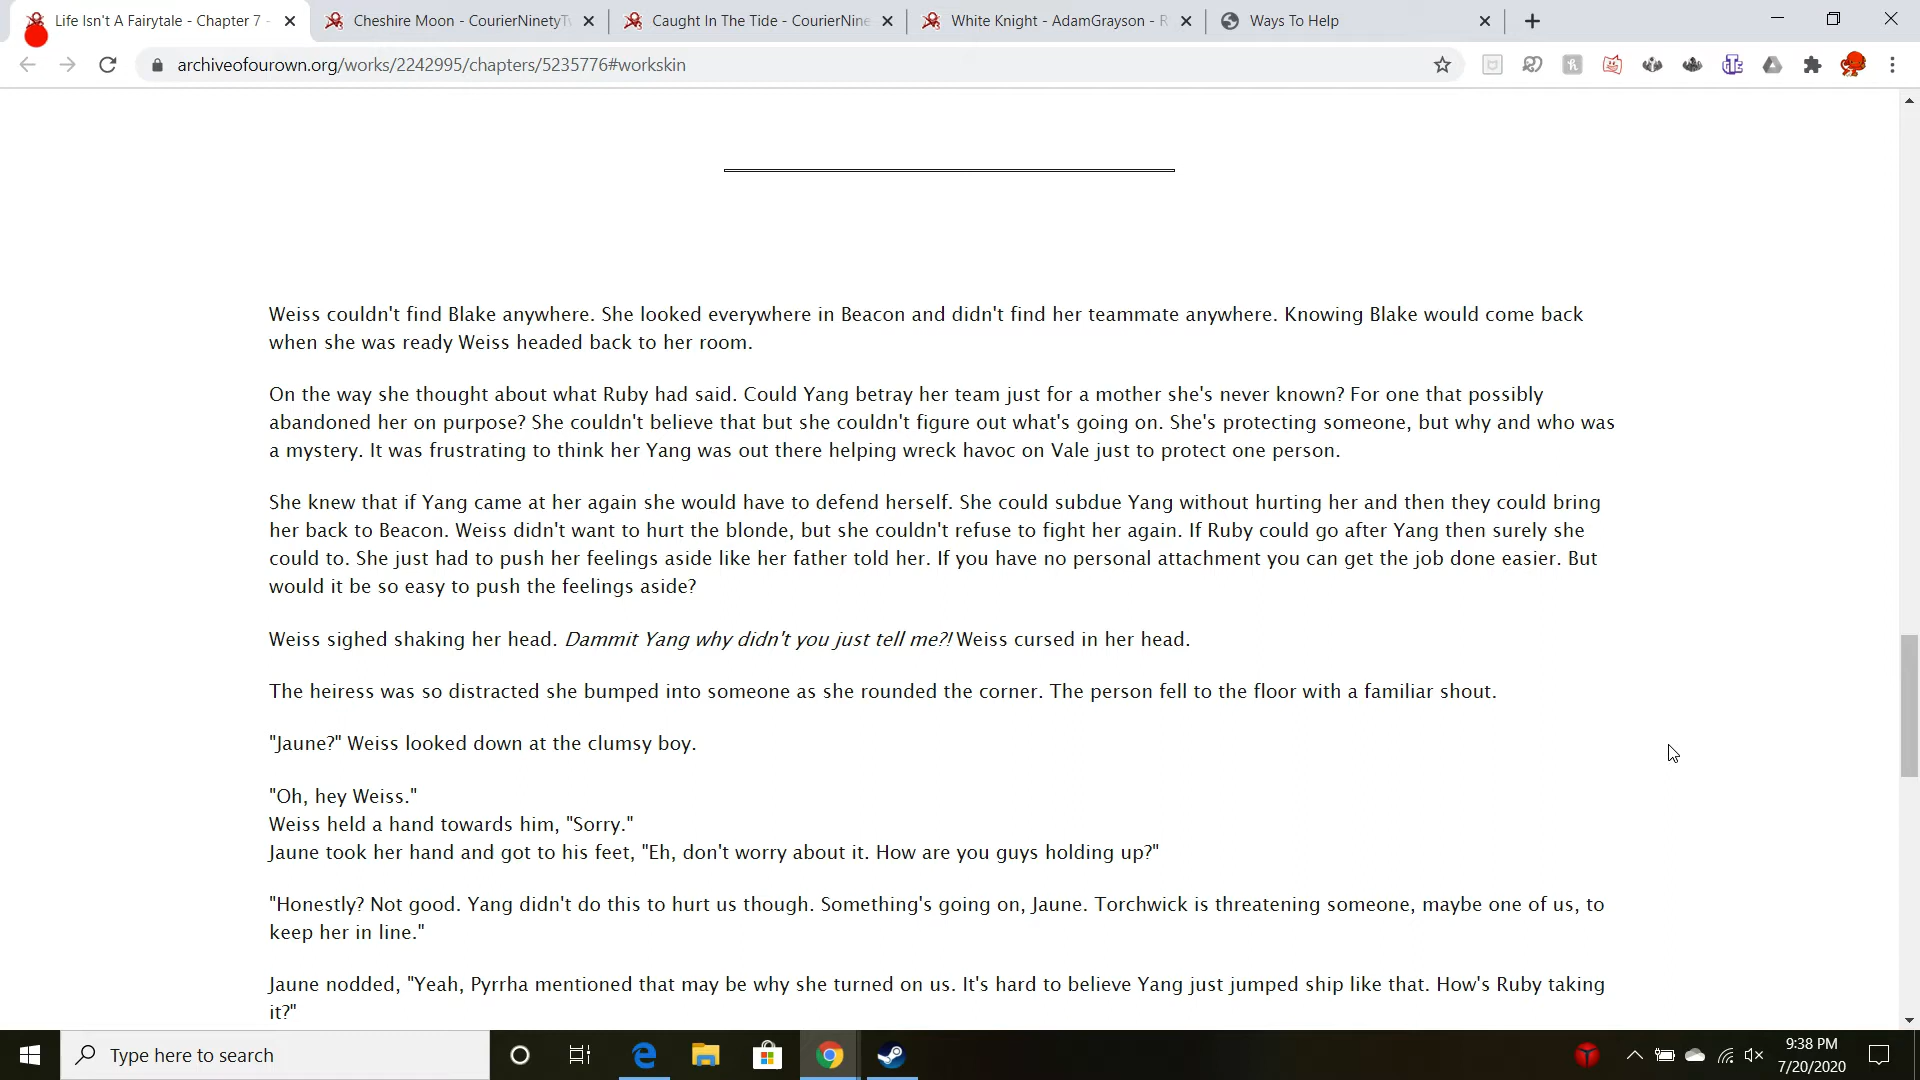 Life Isn't A Fairytale - Chapter 7 -
Cheshire Moon - CourierNinetyTw
Caught In The Tide - CourierNine
White Knight - AdamGrayson - R
Ways To Help
archiveofourown.org/works/2242995/chapters/5235776#workskin
Weiss couldn't find Blake anywhere. She looked everywhere in Beacon and didn't find her teammate anywhere. Knowing Blake would come back
when she was ready Weiss headed back to her room.
On the way she thought about what Ruby had said. Could Yang betray her team just for a mother she's never known? For one that possibly
abandoned her on purpose? She couldn't believe that but she couldn't figure out what's going on. She's protecting someone, but why and who was
a mystery. It was frustrating to think her Yang was out there helping wreck havoc on Vale just to protect one person.
She knew that if Yang came at her again she would have to defend herself. She could subdue Yang without hurting her and then they could bring
her back to Beacon. Weiss didn't want to hurt the blonde, but she couldn't refuse to fight her again. If Ruby could go after Yang then surely she
could to. She just had to push her feelings aside like her father told her. If you have no personal attachment you can get the job done easier. But
would it be so easy to push the feelings aside?
Weiss sighed shaking her head. Dammit Yang why didn't you just tell me?! Weiss cursed in her head.
The heiress was so distracted she bumped into someone as she rounded the corner. The person fell to the floor with a familiar shout.
"Jaune?" Weiss looked down at the clumsy boy.
"Oh, hey Weiss."
Weiss held a hand towards him, "Sorry."
Jaune took her hand and got to his feet, "Eh, don't worry about it. How are you guys holding up?"
"Honestly? Not good. Yang didn't do this to hurt us though. Something's going on, Jaune. Torchwick is threatening someone, maybe one of us, to
keep her in line."
Jaune nodded, "Yeah, Pyrrha mentioned that may be why she turned on us. It's hard to believe Yang just jumped ship like that. How's Ruby taking
it?"
Type here to search
9:38 PM
7/20/2020